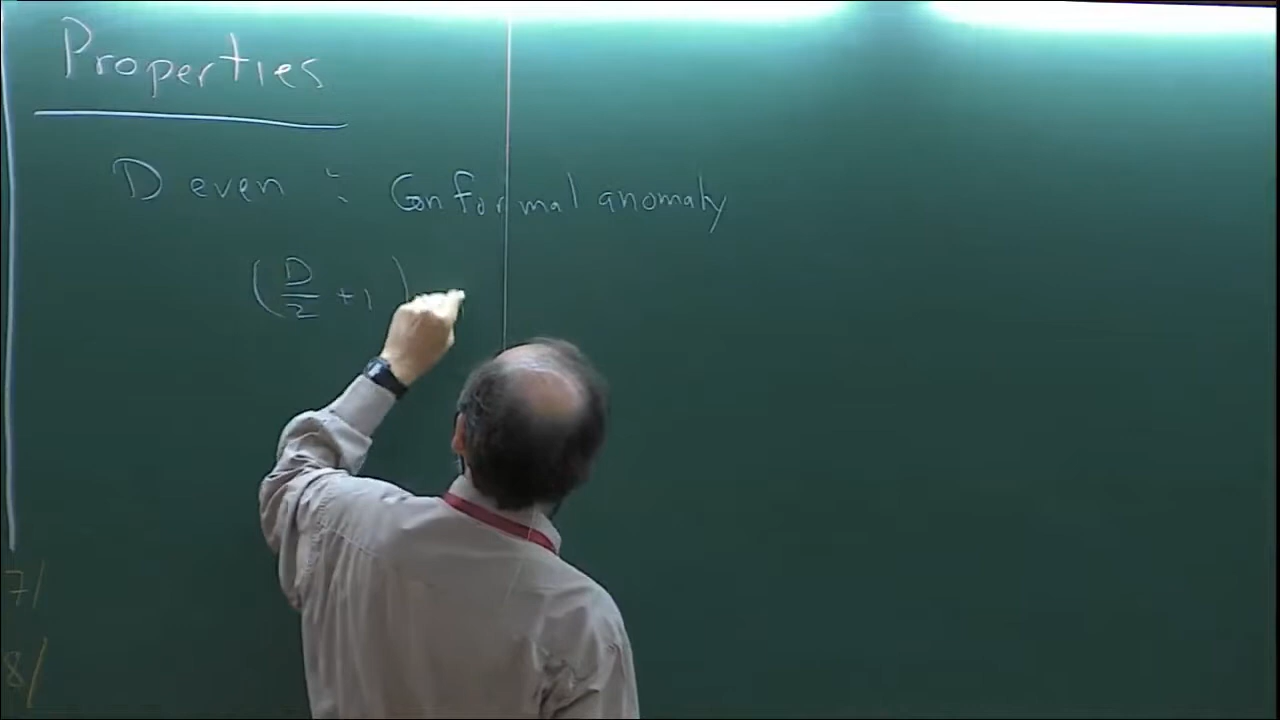 Properties
D even : Conformal anomaly
(D/2 + 1)
7/
8/